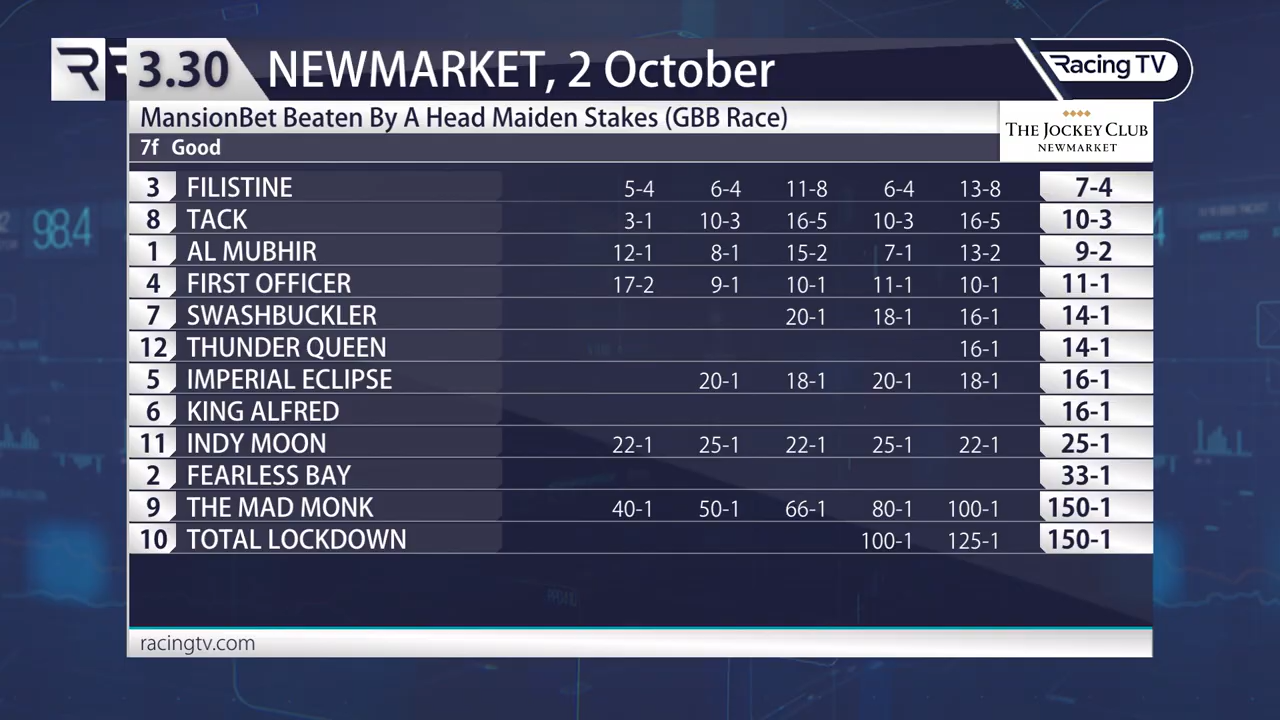 3.30 NEWMARKET, 2 October Racing TV
MansionBet Beaten By A Head Maiden Stakes (GBB Race)
THE JOCKEY CLUB
NEWMARKET
7f Good
3 FILISTINE 5-4 6-4 11-8 6-4 13-8 7-4
8 TACK 3-1 10-3 16-5 10-3 16-5 10-3
1 AL MUBHIR 12-1 8-1 15-2 7-1 13-2 9-2
4 FIRST OFFICER 17-2 9-1 10-1 11-1 10-1 11-1
7 SWASHBUCKLER 20-1 18-1 16-1 14-1
12 THUNDER QUEEN 16-1 14-1
5 IMPERIAL ECLIPSE 20-1 18-1 20-1 18-1 16-1
6 KING ALFRED 16-1
11 INDY MOON 22-1 25-1 22-1 25-1 22-1 25-1
2 FEARLESS BAY 33-1
9 THE MAD MONK 40-1 50-1 66-1 80-1 100-1 150-1
10 TOTAL LOCKDOWN 100-1 125-1 150-1
racingtv.com
98.4